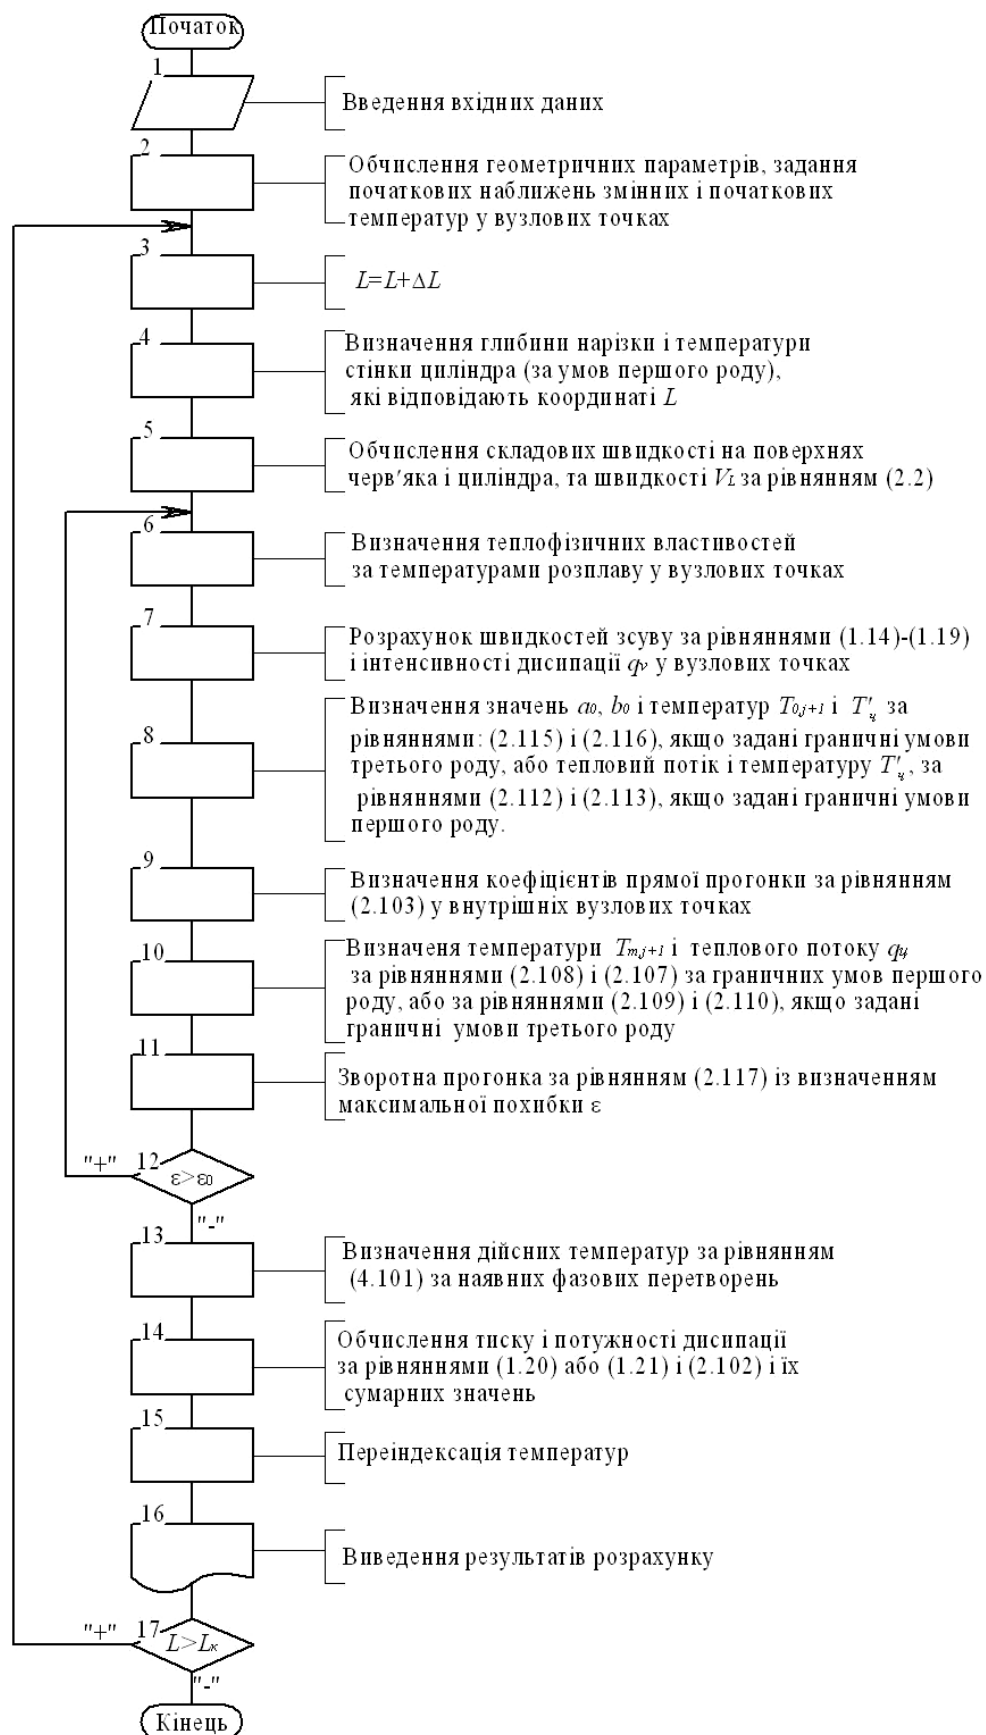 Початок
1
Введення вхідних даних
2
Обчислення геометричних параметрів, задання
початкових наближень змінних і початкових
температур у вузлових точках
3
L=L+ΔL
4
Визначення глибини нарізки і температури
стінки циліндра (за умов першого роду),
які відповідають координаті L
5
Обчислення складових швидкості на поверхнях
черв'яка і циліндра, та швидкості VL за рівнянням (2.2)
6
Визначення теплофізичних властивостей
за температурами розплаву у вузлових точках
7
Розрахунок швидкостей зсуву за рівняннями (1.14)-(1.19)
і інтенсивності дисипації qv у вузлових точках
8
Визначення значень a0, b0 і температур T0,j+1 і T'ч за
рівняннями: (2.115) і (2.116), якщо задані граничні умови
третього роду, або тепловий потік і температуру T'ч, за
рівняннями (2.112) і (2.113), якщо задані граничні умови
першого роду.
9
Визначення коефіцієнтів прямої прогонки за рівнянням
(2.103) у внутрішніх вузлових точках
10
Визначеня температури Tm,j+1 і теплового потоку qц
за рівняннями (2.108) і (2.107) за граничних умов першого
роду, або за рівняннями (2.109) і (2.110), якщо задані
граничні умови третього роду
11
Зворотна прогонка за рівнянням (2.117) із визначенням
максимальної похибки ε
"+"
12
ε>ε0
"-"
13
Визначення дійсних температур за рівнянням
(4.101) за наявних фазових перетворень
14
Обчислення тиску і потужності дисипації
за рівняннями (1.20) або (1.21) і (2.102) і їх
сумарних значень
15
Переіндексація температур
16
Виведення результатів розрахунку
"+"
17
L>Lк
"-"
Кінець